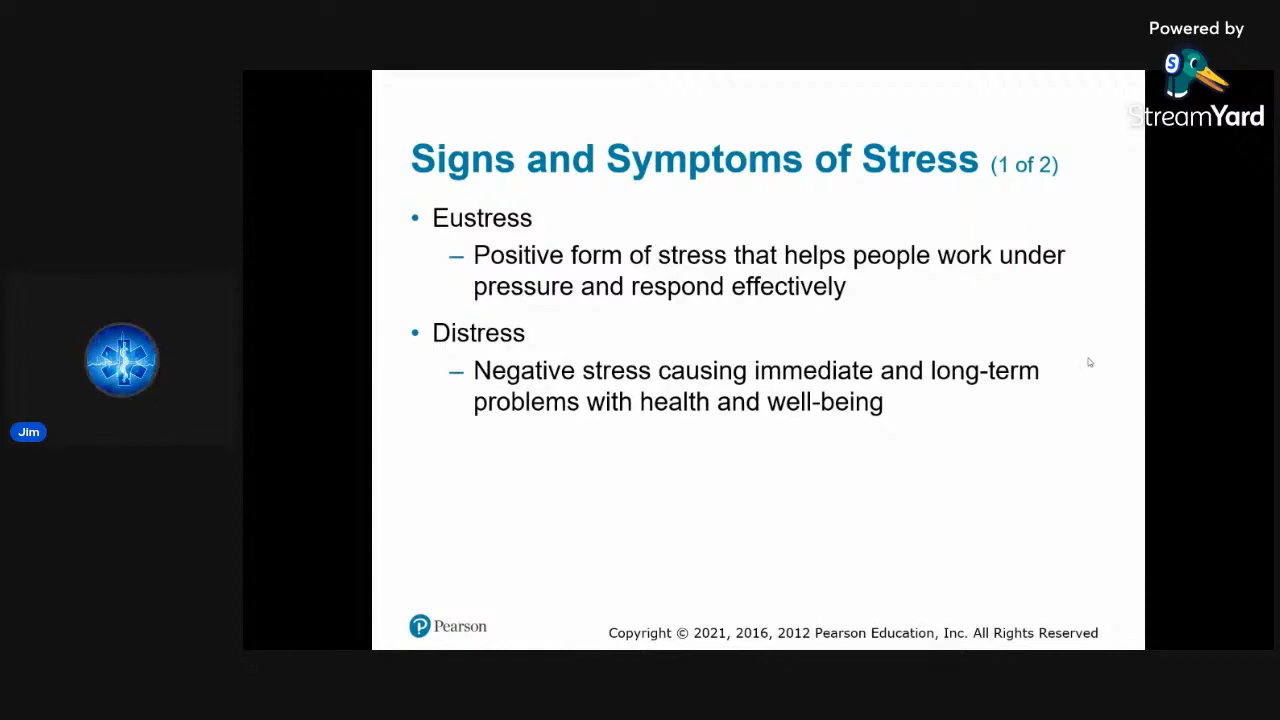 Powered by
StreamYard
Signs and Symptoms of Stress (1 of 2)
• Eustress
– Positive form of stress that helps people work under
pressure and respond effectively
• Distress
– Negative stress causing immediate and long-term
problems with health and well-being
Jim
Pearson
Copyright © 2021, 2016, 2012 Pearson Education, Inc. All Rights Reserved